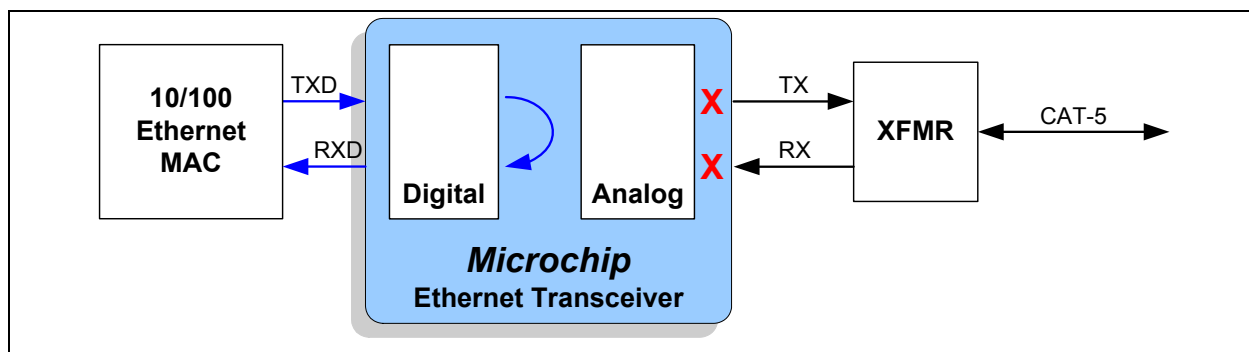 10/100
Ethernet
MAC
TXD
RXD
Digital
Analog
X
X
TX
RX
XFMR
CAT-5
Microchip
Ethernet Transceiver